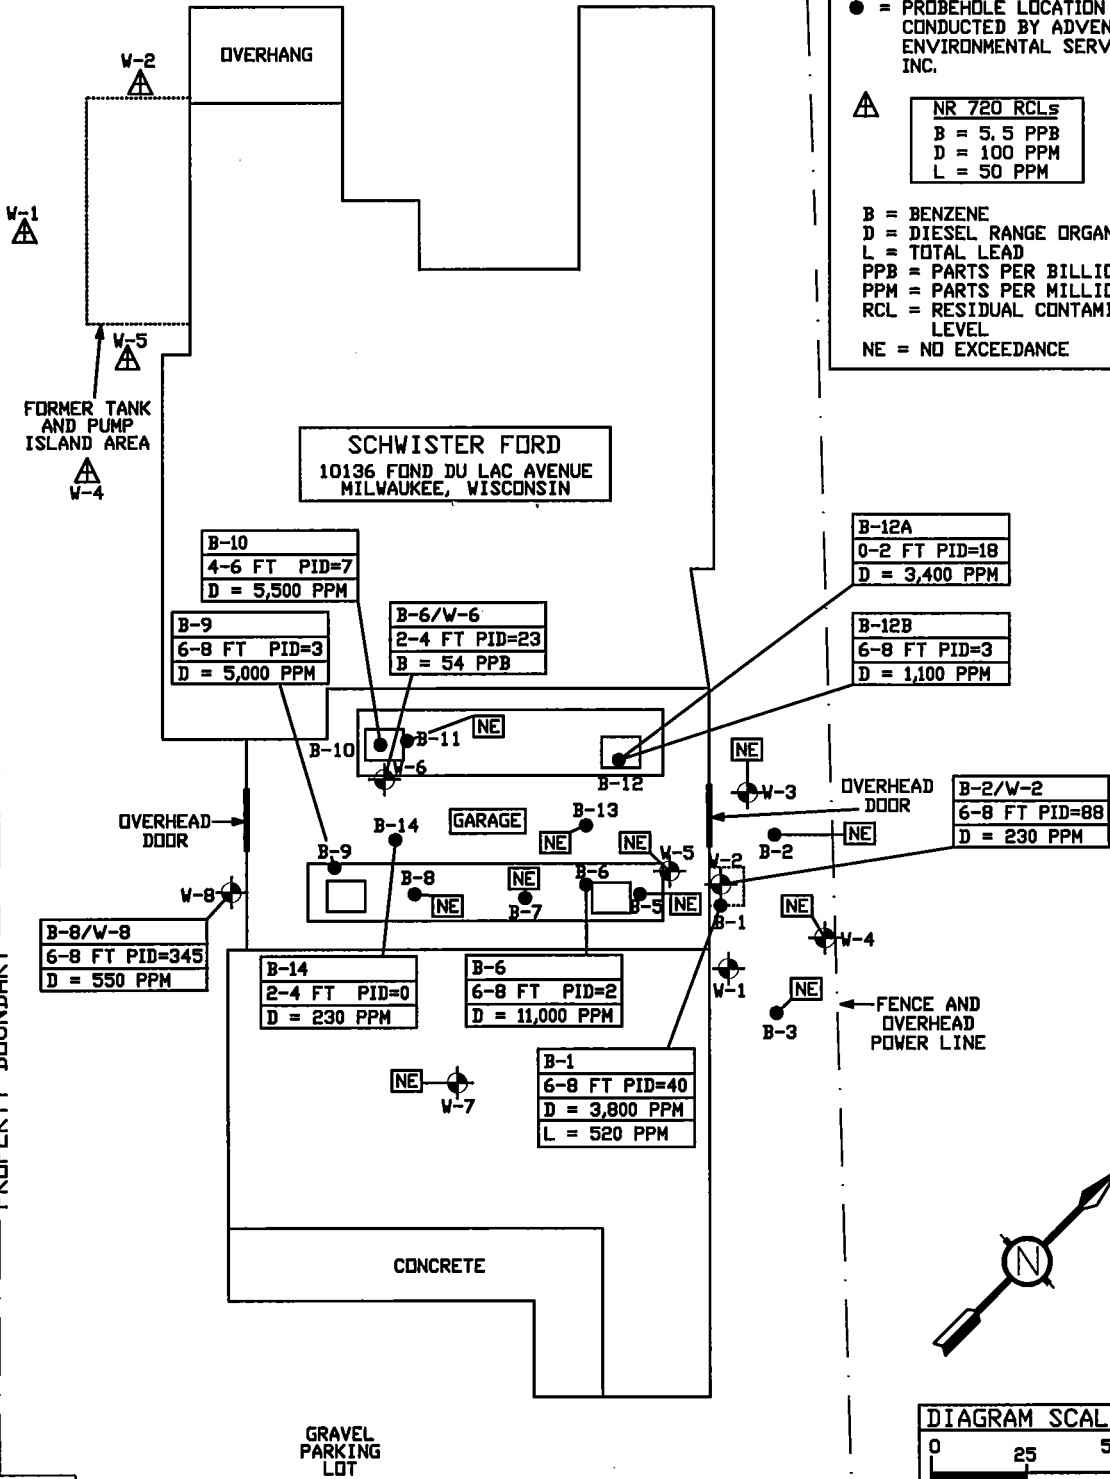 ● = PROBEHOLE LOCATION
CONDUCTED BY ADVEN
ENVIRONMENTAL SERV
INC.
NR 720 RCLs
B = 5.5 PPB
D = 100 PPM
L = 50 PPM
B = BENZENE
D = DIESEL RANGE ORGAN
L = TOTAL LEAD
PPB = PARTS PER BILLIO
PPM = PARTS PER MILLIO
RCL = RESIDUAL CONTAMI
LEVEL
NE = NO EXCEEDANCE
OVERHANG
W-2
W-1
W-5
FORMER TANK
AND PUMP
ISLAND AREA
W-4
SCHWISTER FORD
10136 FOND DU LAC AVENUE
MILWAUKEE, WISCONSIN
B-10
4-6 FT PID=7
D = 5,500 PPM
B-9
6-8 FT PID=3
D = 5,000 PPM
B-6/W-6
2-4 FT PID=23
B = 54 PPB
B-12A
0-2 FT PID=18
D = 3,400 PPM
B-12B
6-8 FT PID=3
D = 1,100 PPM
NE
B-10
B-11
W-6
B-12
NE
W-3
OVERHEAD
DOOR
B-2/W-2
6-8 FT PID=88
D = 230 PPM
OVERHEAD
DOOR
GARAGE
B-13
B-14
NE
NE
W-5
B-2
NE
B-9
W-2
W-8
B-8
NE
NE
B-7
B-6
B-5
NE
B-1
NE
W-4
B-8/W-8
6-8 FT PID=345
D = 550 PPM
B-14
2-4 FT PID=0
D = 230 PPM
B-6
6-8 FT PID=2
D = 11,000 PPM
W-1
NE
B-3
FENCE AND
OVERHEAD
POWER LINE
B-1
6-8 FT PID=40
D = 3,800 PPM
L = 520 PPM
NE
W-7
PROPERTY BOUNDARY
CONCRETE
N
GRAVEL
PARKING
LOT
DIAGRAM SCAL
0 25 5